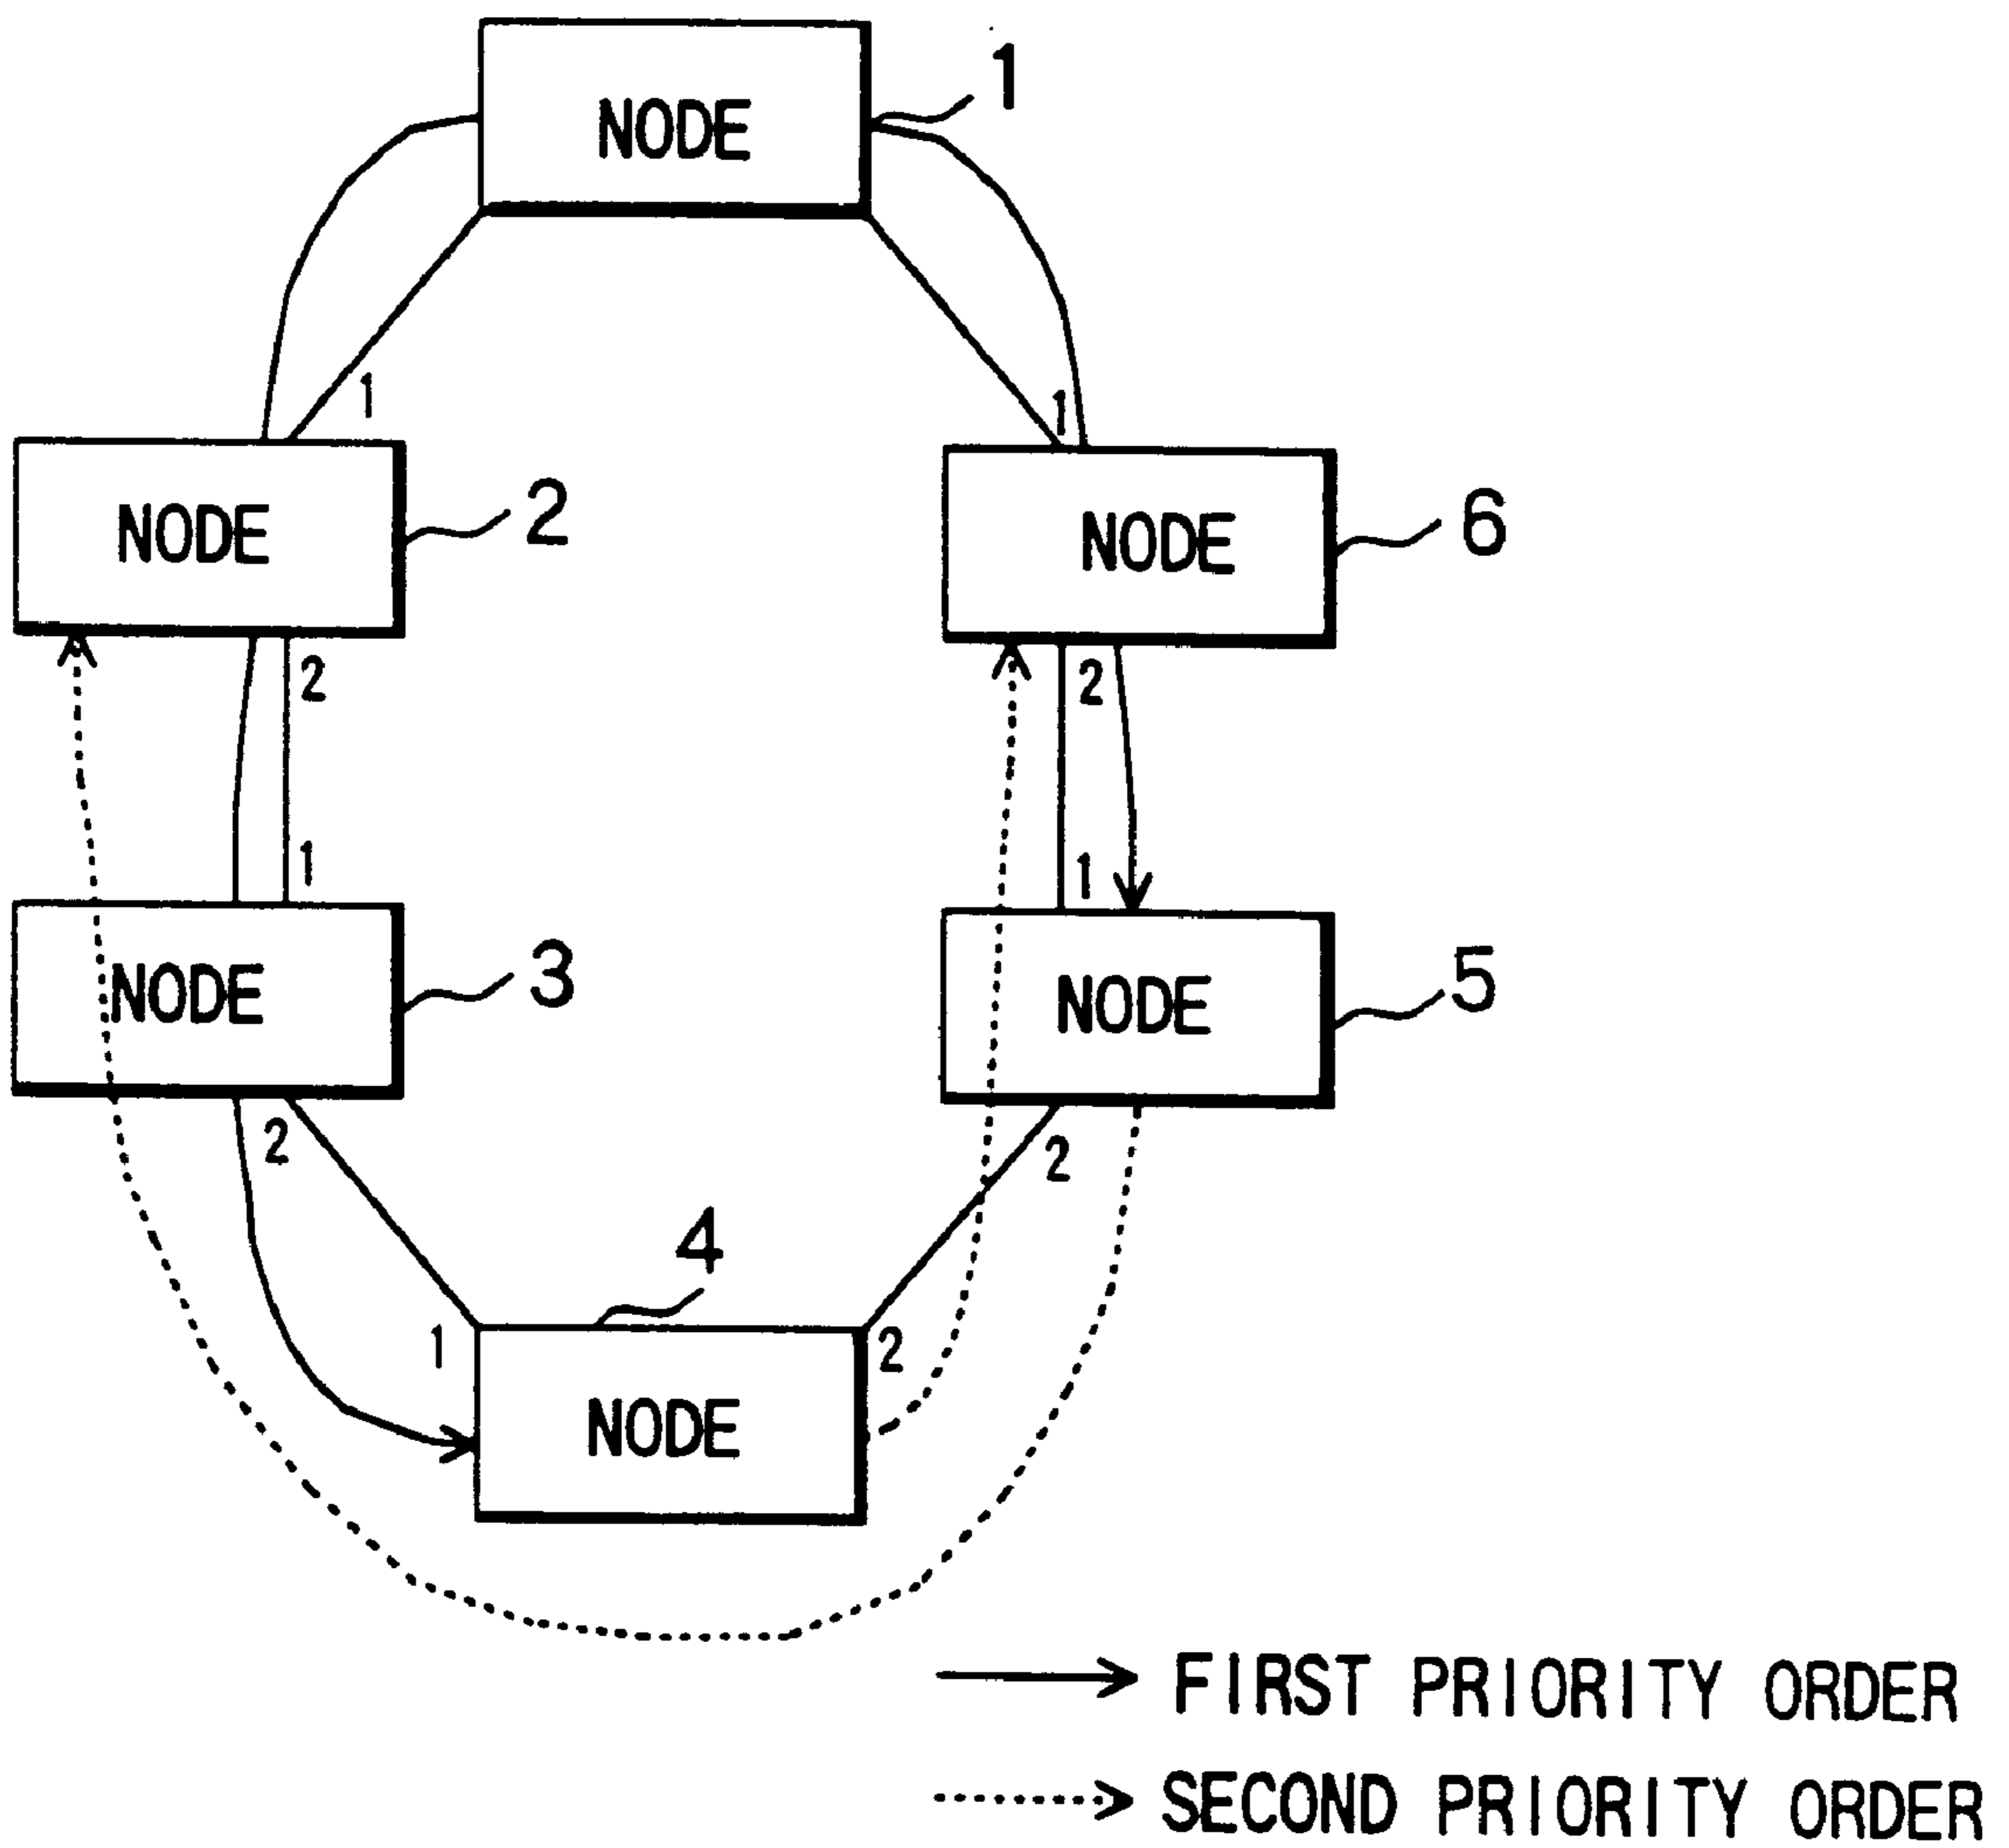 NODE 1
1
1
NODE 2
NODE 6
2
2
1
1
NODE 3
NODE 5
2
2
4
1
2
NODE
FIRST PRIORITY ORDER
SECOND PRIORITY ORDER